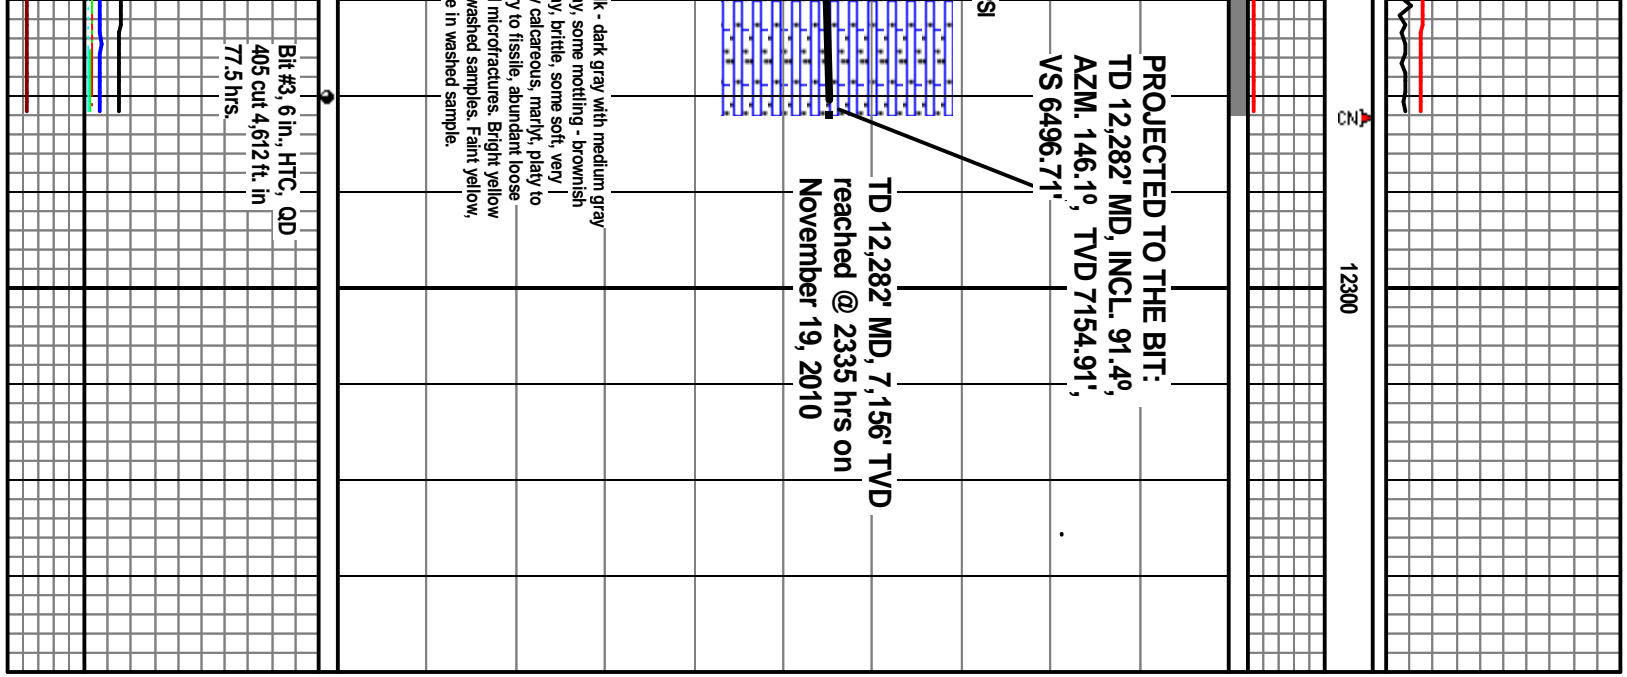 SI
PROJECTED TO THE BIT:
TD 12,282' MD, INCL. 91.4º,
AZM. 146.1º, TVD 7154.91',
VS 6496.71'
TD 12,282' MD, 7,156' TVD
reached @ 2335 hrs on
November 19, 2010
k - dark gray with medium gray
y, some mottling - brownish
y, brittle, some soft, very
y calcareous, marlyt, platy to
y to fissile, abundant loose
l microfractures. Bright yellow
washed samples. Faint yellow,
e in washed sample.
Bit #3, 6 in., HTC, QD
405 cut 4,612 ft. in
77.5 hrs.
12300
CN